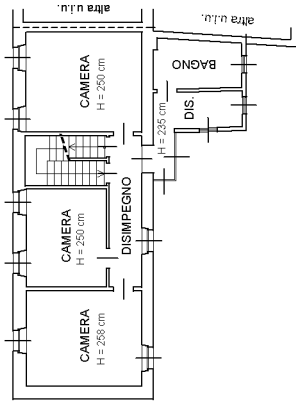 altra u.i.u.
altra u.i.u.
CAMERA
H = 250 cm
BAGNO
DIS.
H = 235 cm
DISIMPEGNO
CAMERA
H = 250 cm
CAMERA
H = 258 cm